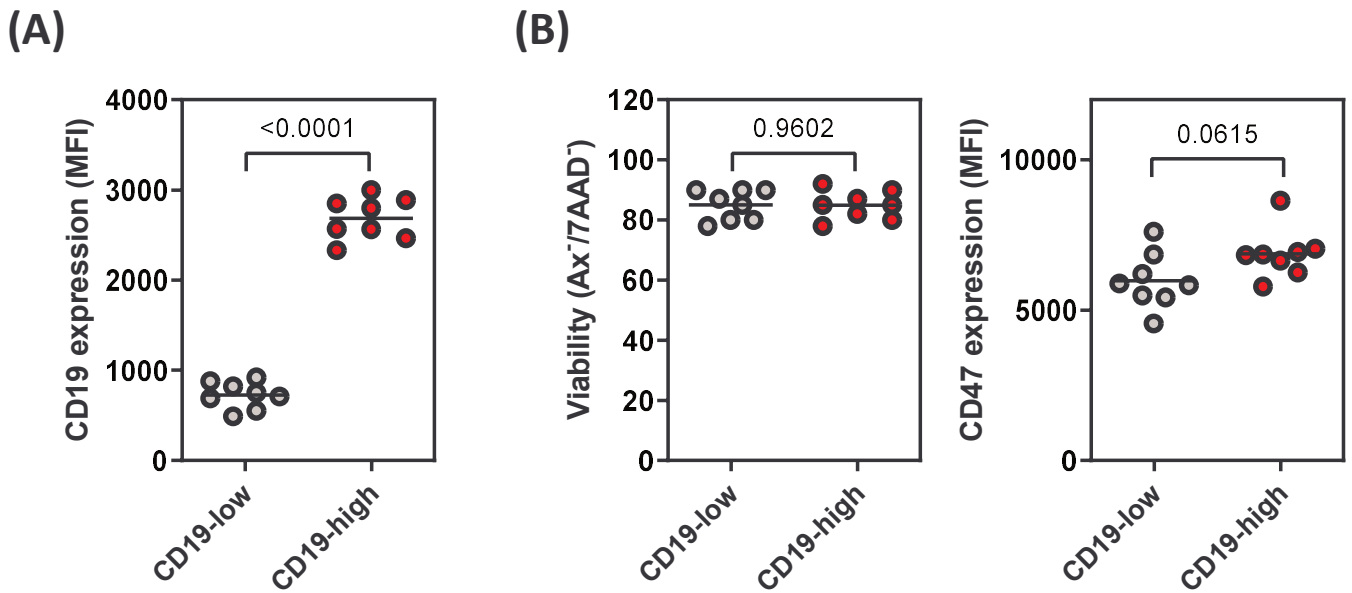 (A)
CD19 expression (MFI)
4000
3000
2000
1000
0
<0.0001
CD19-low
CD19-high
(B)
Viability (Ax⁻/7AAD⁻)
120
100
80
60
40
20
0
0.9602
CD19-low
CD19-high
CD47 expression (MFI)
10000
5000
0
0.0615
CD19-low
CD19-high